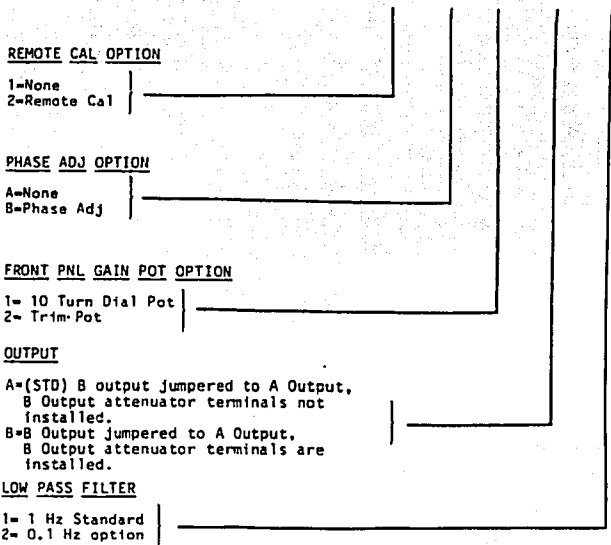 REMOTE CAL OPTION
1=None
2=Remote Cal
PHASE ADJ OPTION
A=None
B=Phase Adj
FRONT PNL GAIN POT OPTION
1= 10 Turn Dial Pot
2= Trim Pot
OUTPUT
A=(STD) B output jumpered to A Output,
B Output attenuator terminals not
installed.
B=B Output jumpered to A Output,
B Output attenuator terminals are
installed.
LOW PASS FILTER
1= 1 Hz Standard
2= 0.1 Hz option